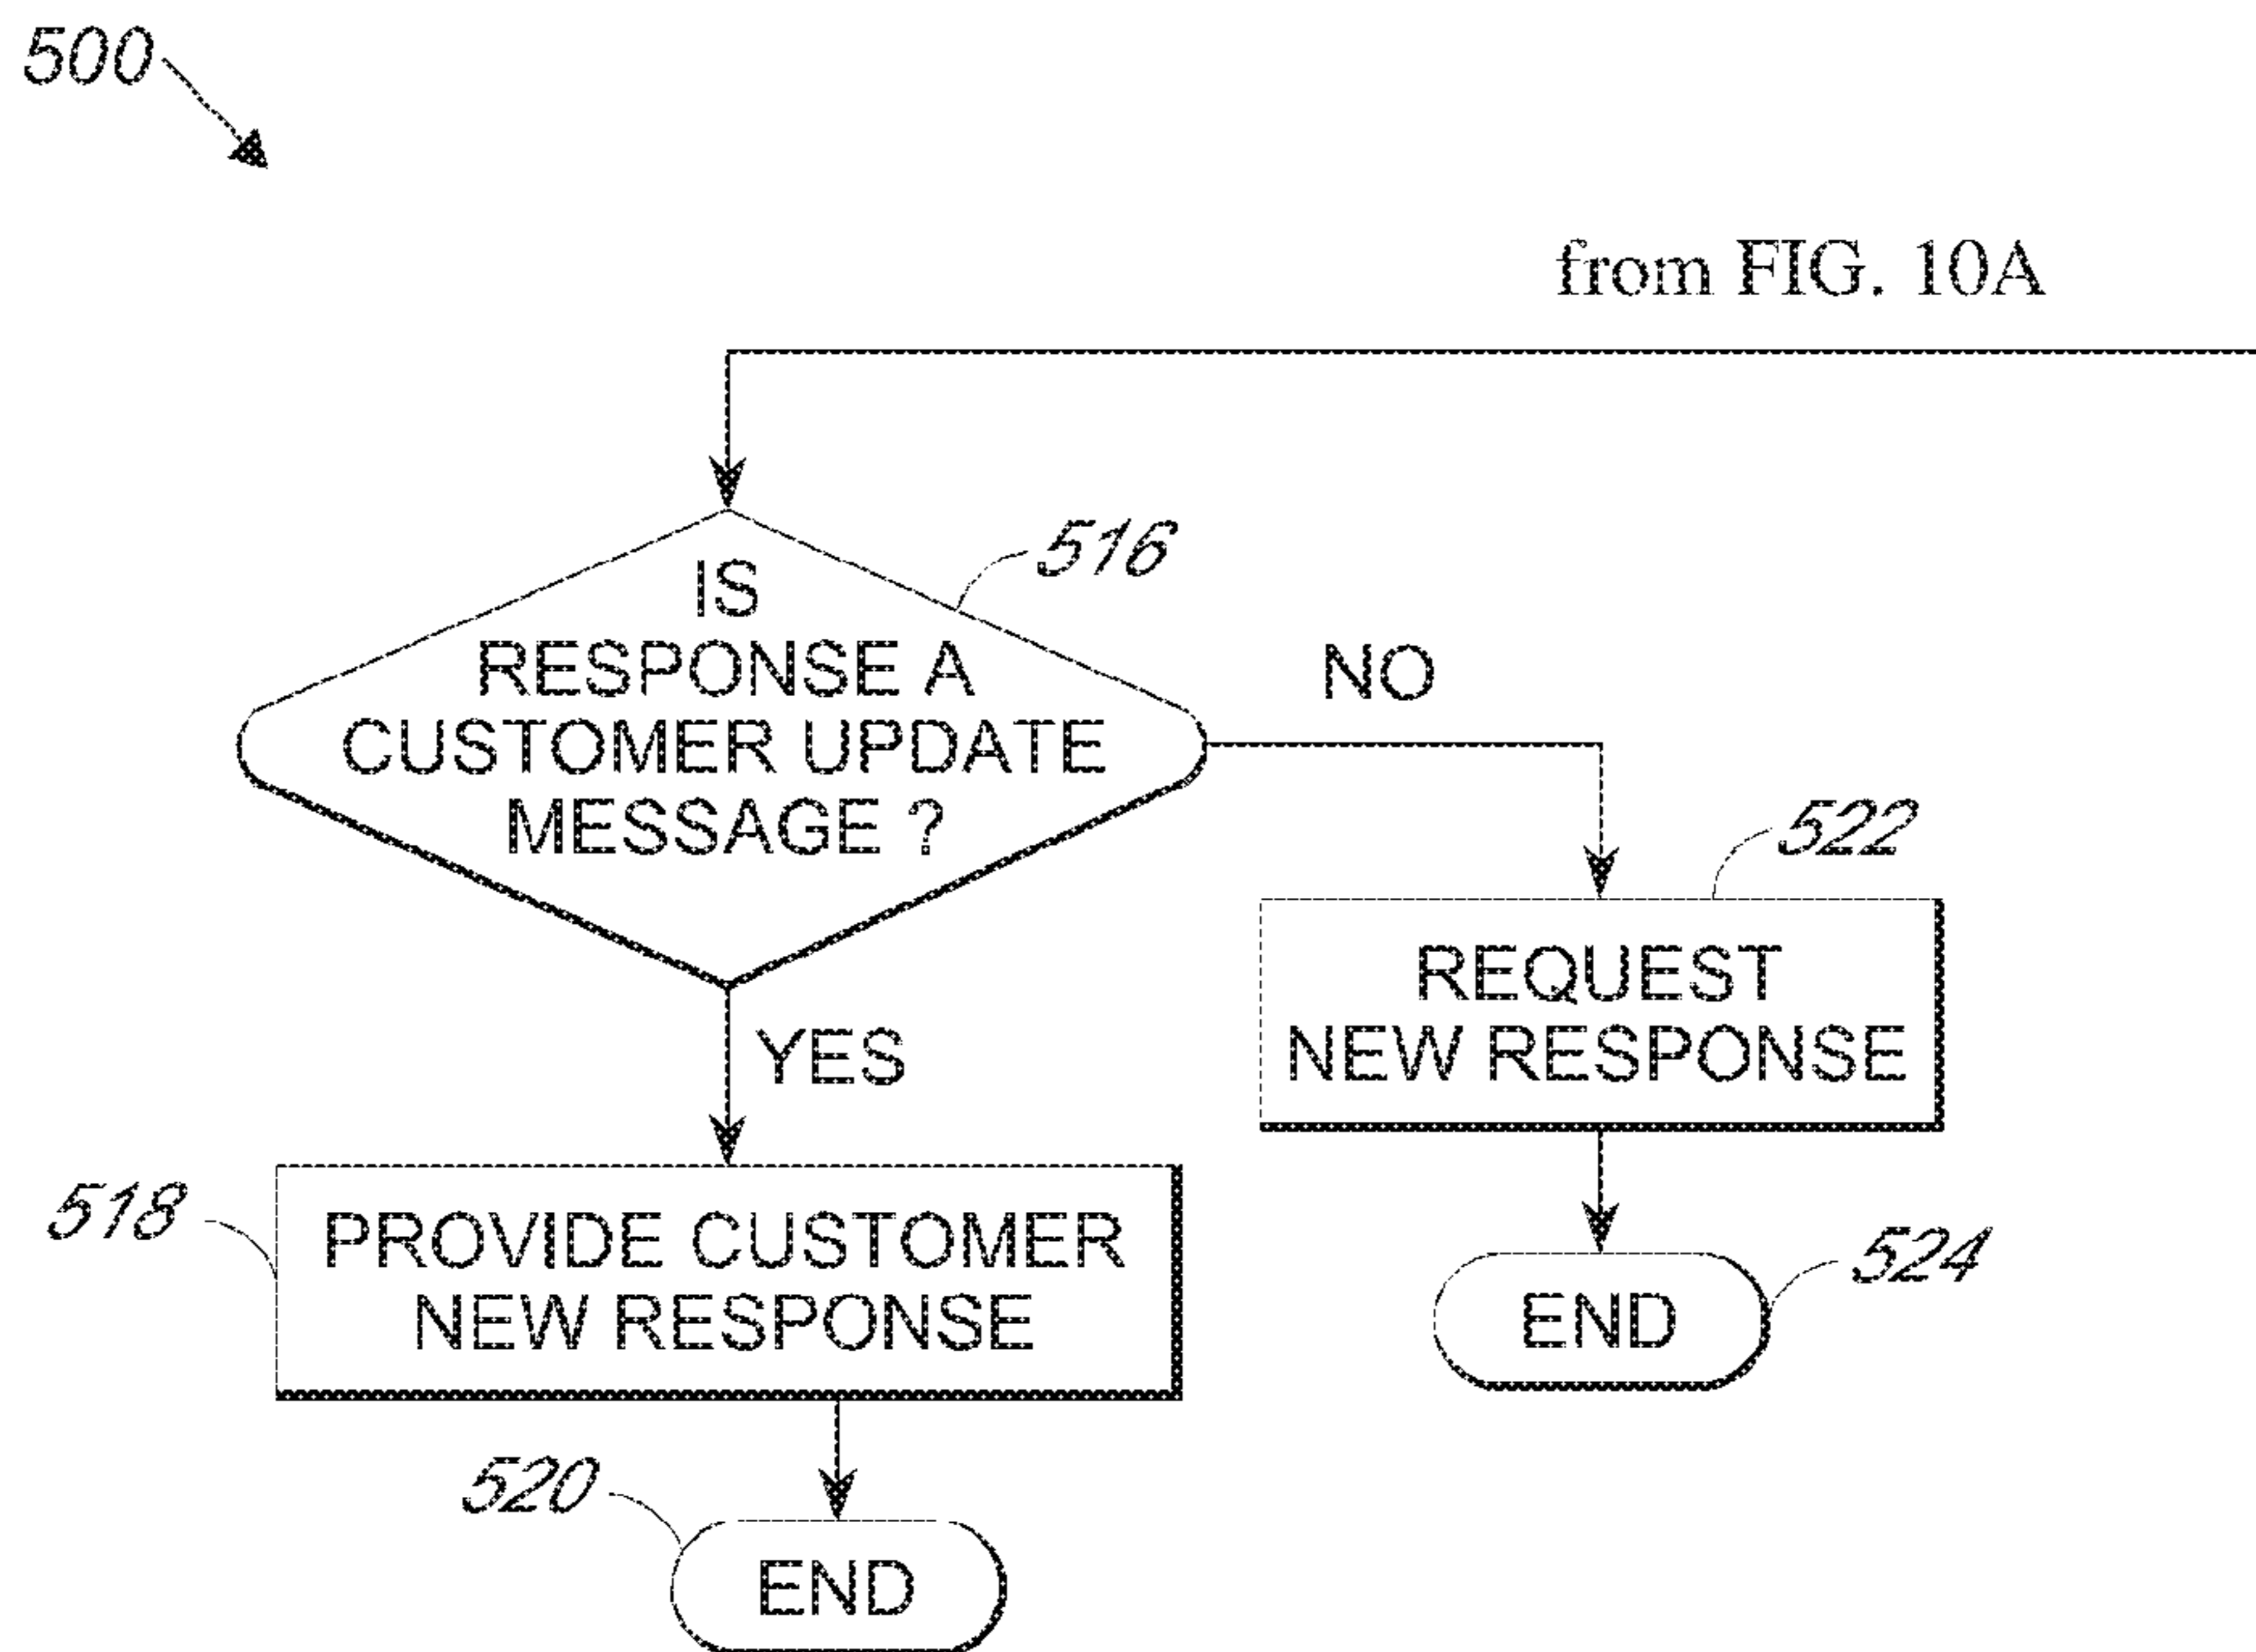 500
from FIG. 10A
516
IS
RESPONSE A
CUSTOMER UPDATE
MESSAGE ?
NO
522
REQUEST
NEW RESPONSE
YES
518
PROVIDE CUSTOMER
NEW RESPONSE
524
END
520
END